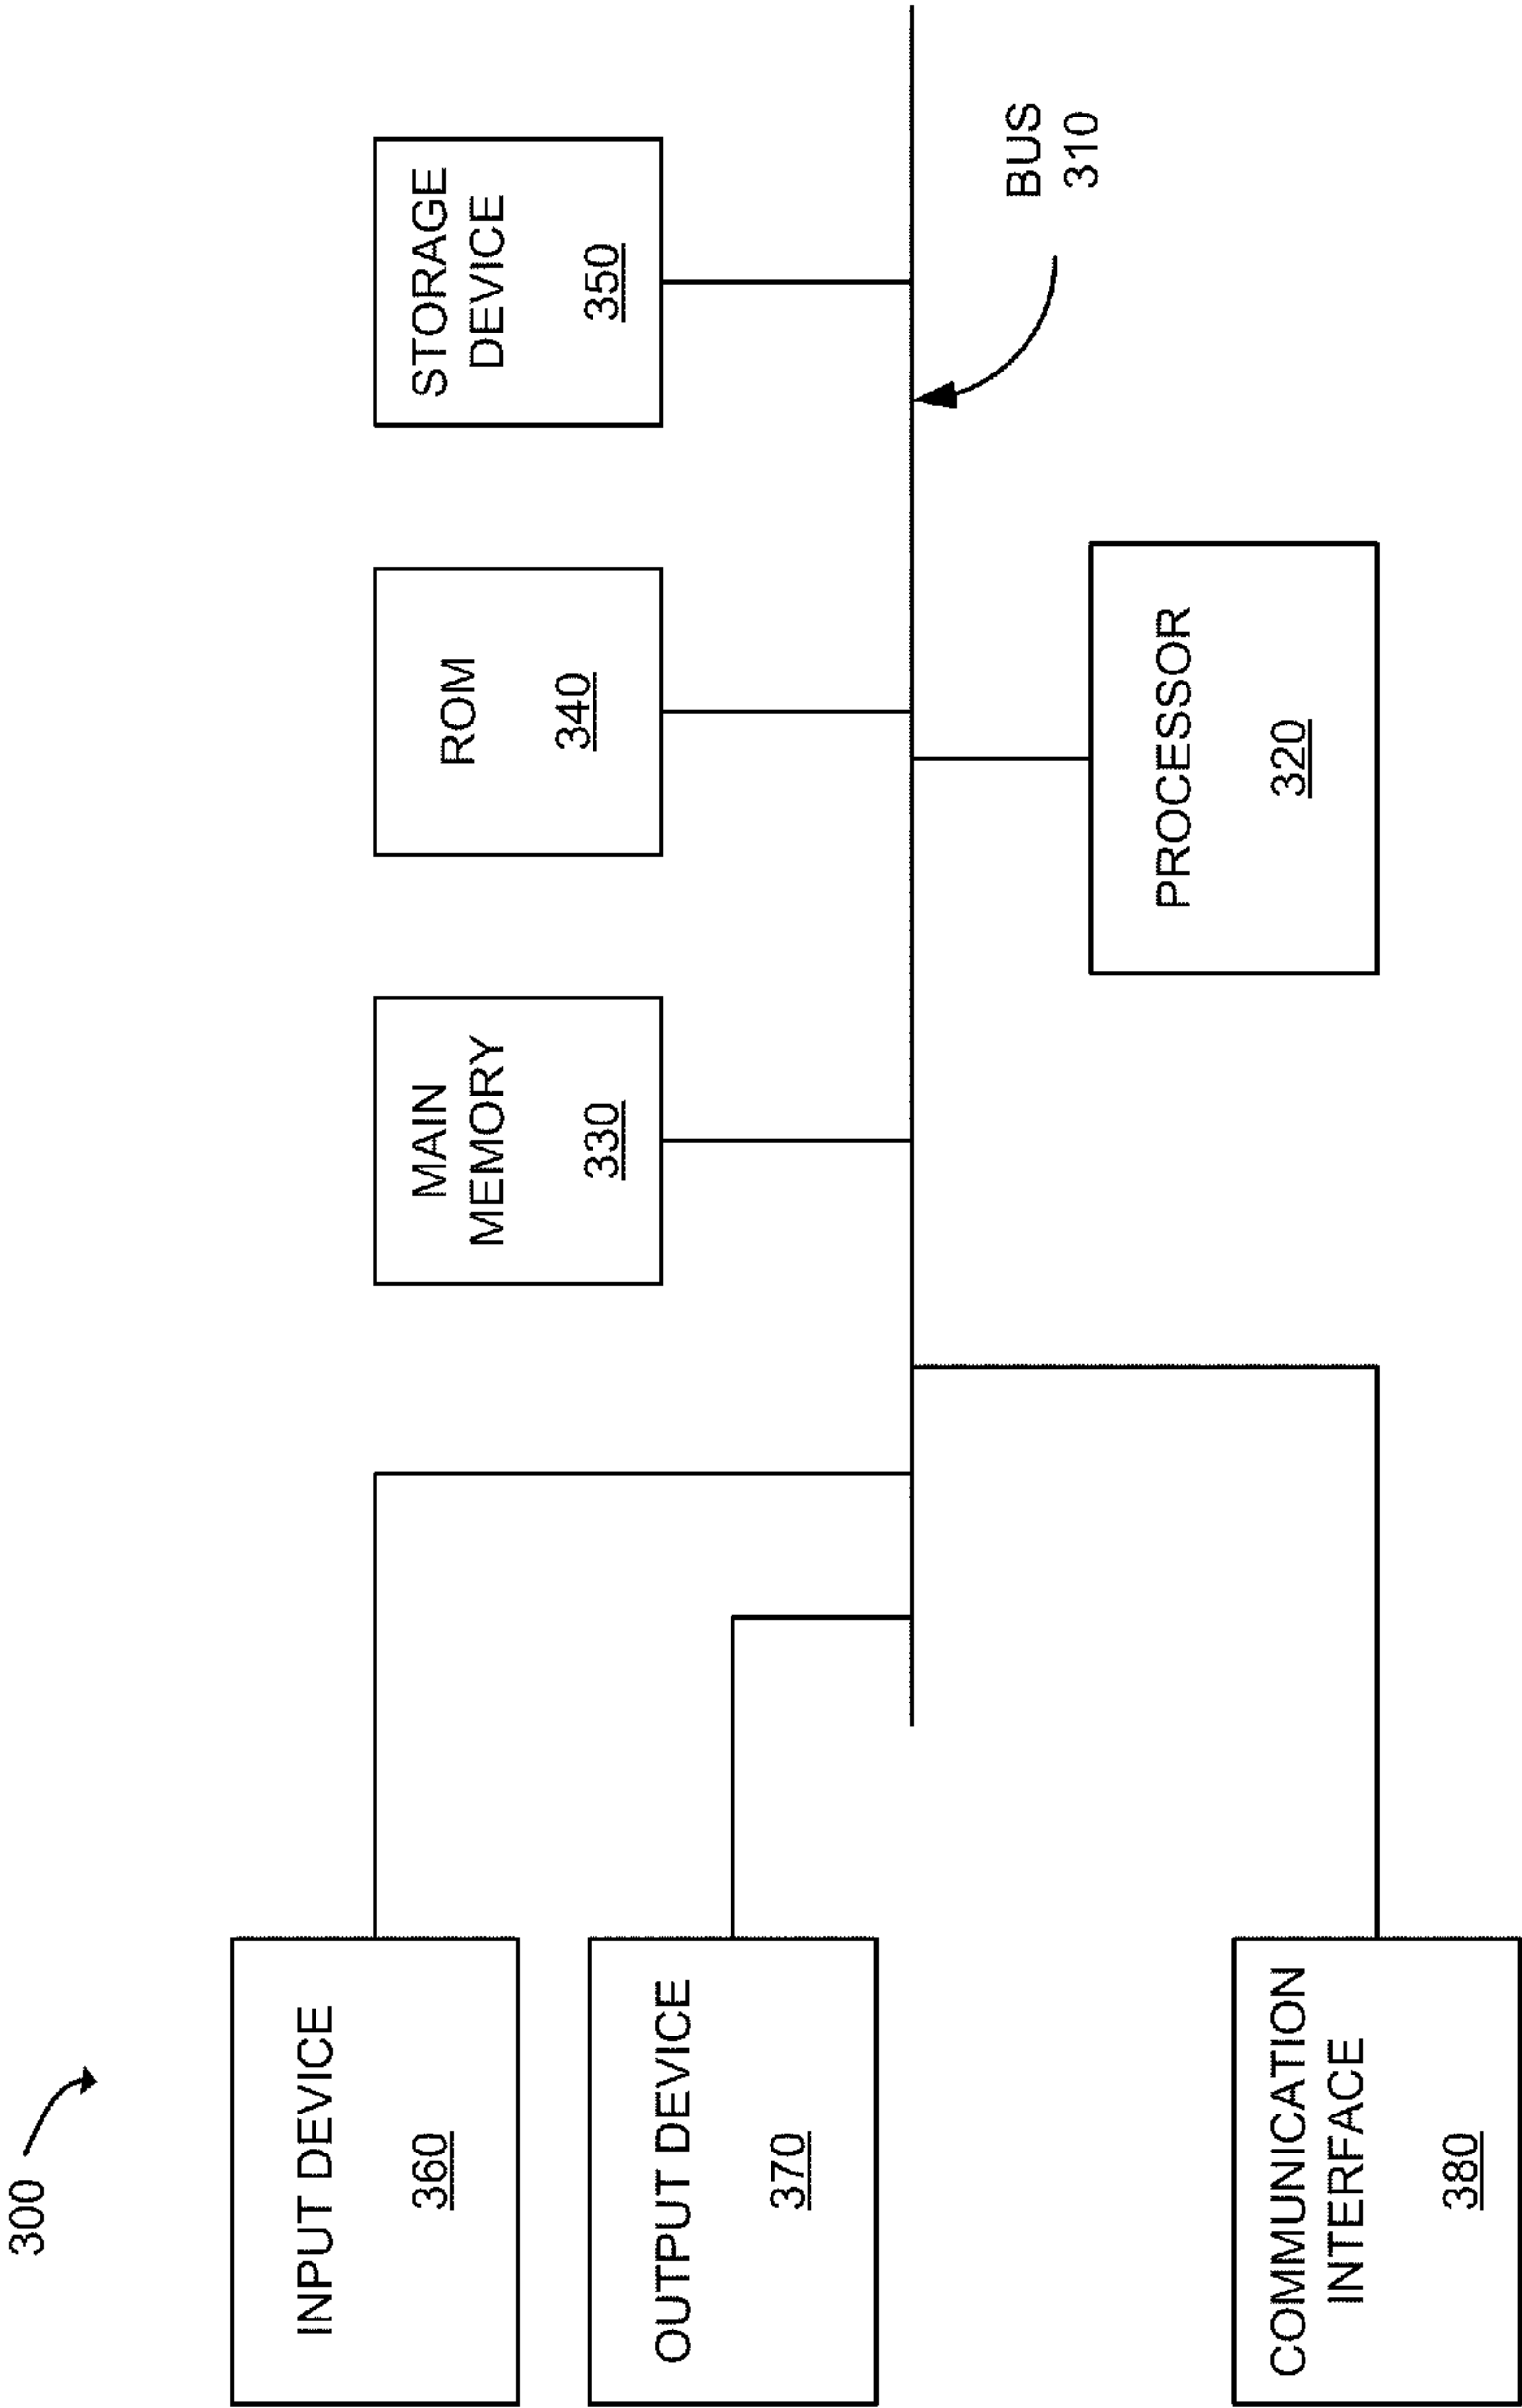 300
INPUT DEVICE
360
OUTPUT DEVICE
370
COMMUNICATION
INTERFACE
380
MAIN
MEMORY
330
ROM
340
STORAGE
DEVICE
350
BUS
310
PROCESSOR
320